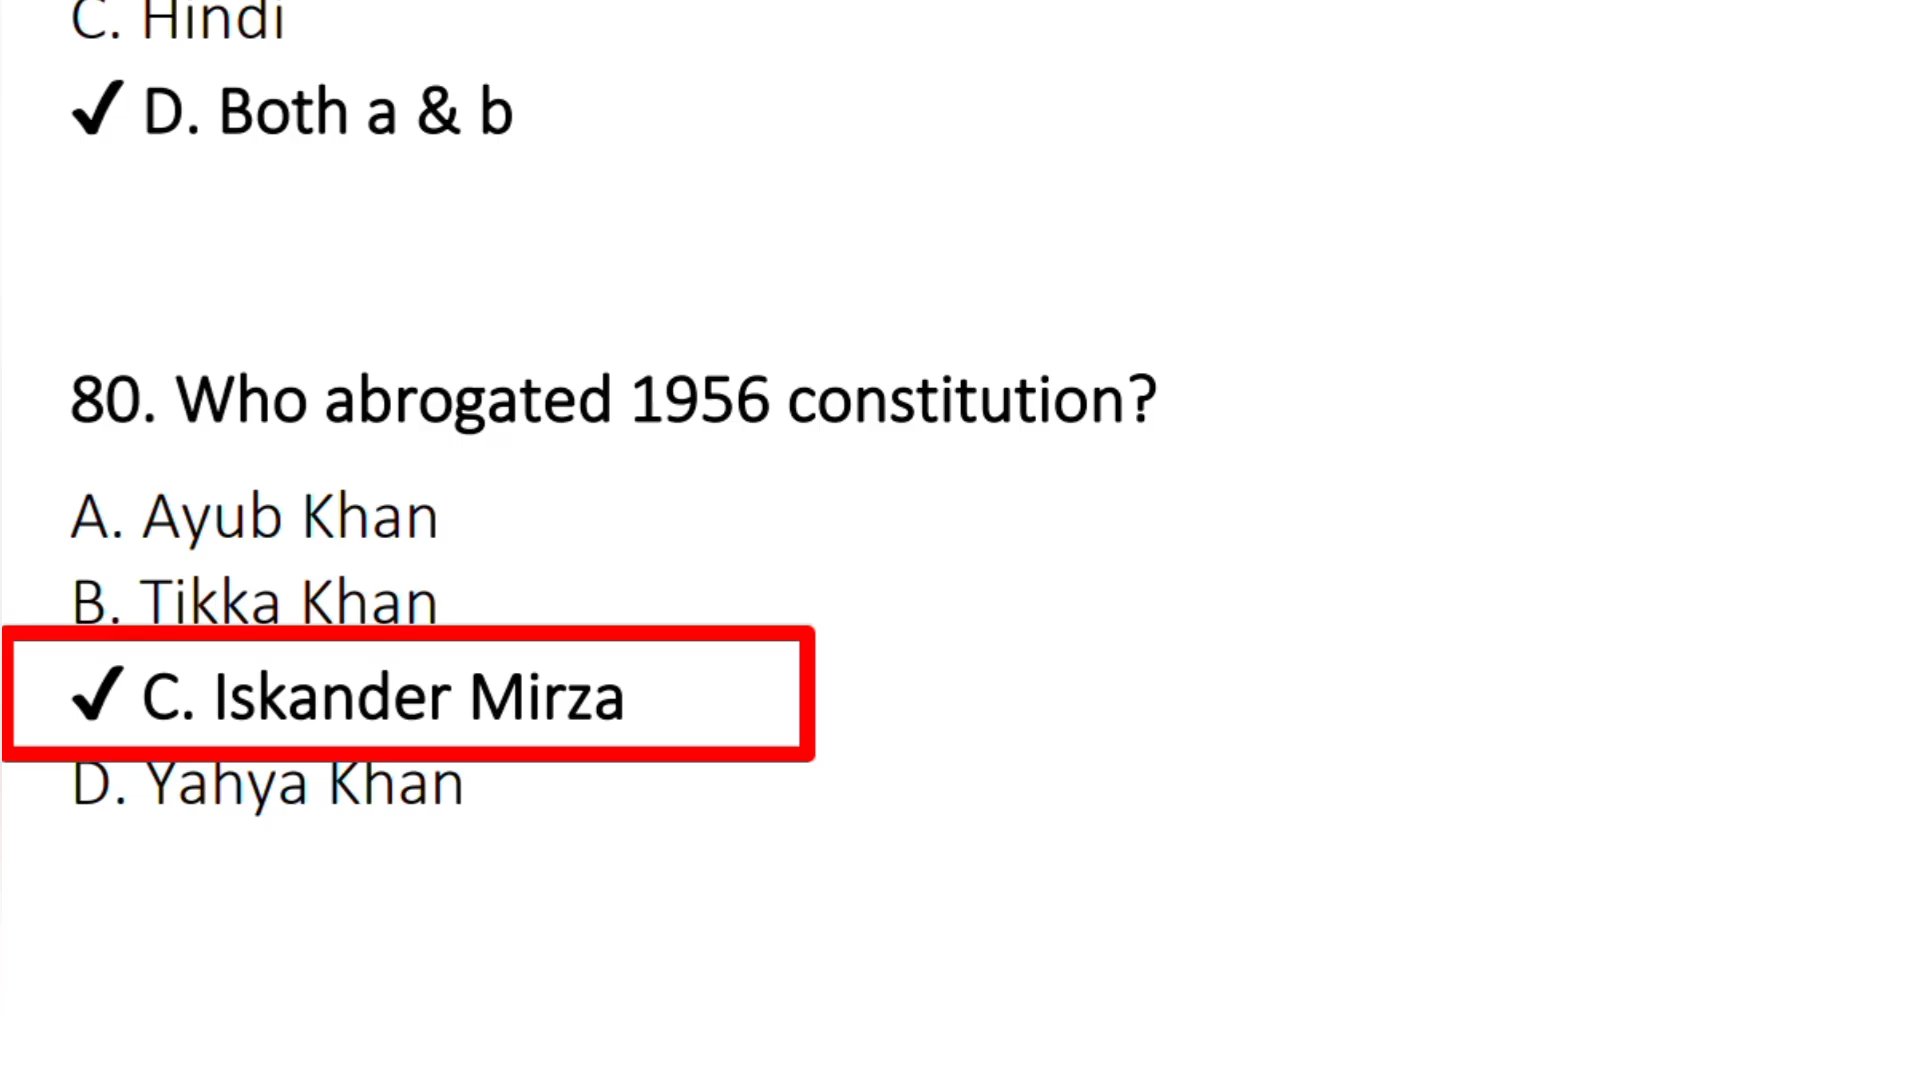 C. Hindi
✔ D. Both a & b
80. Who abrogated 1956 constitution?
A. Ayub Khan
B. Tikka Khan
✔ C. Iskander Mirza
D. Yahya Khan